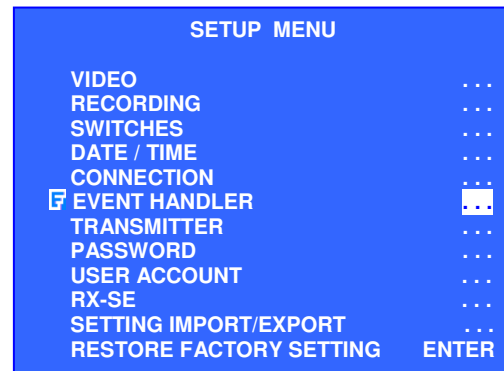 SETUP MENU
VIDEO ...
RECORDING ...
SWITCHES ...
DATE / TIME ...
CONNECTION ...
F EVENT HANDLER ...
TRANSMITTER ...
PASSWORD ...
USER ACCOUNT ...
RX-SE ...
SETTING IMPORT/EXPORT ...
RESTORE FACTORY SETTING ENTER